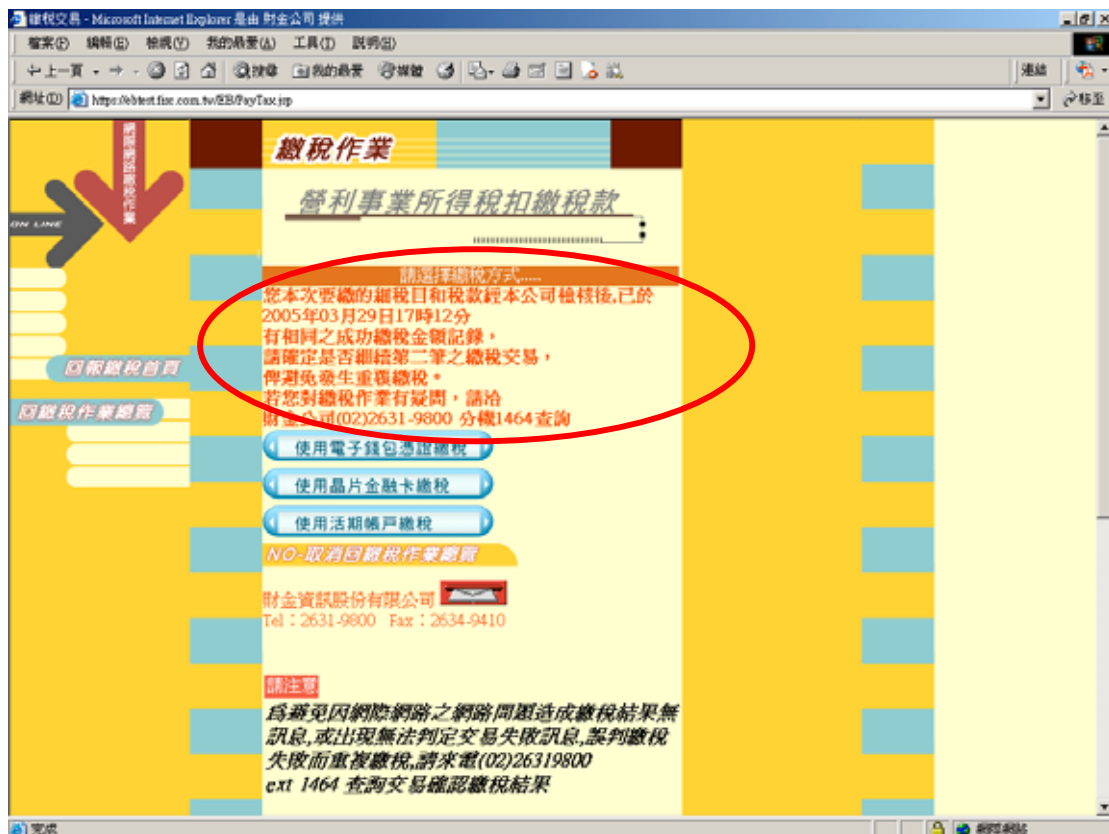 繳稅交易 - Microsoft Internet Explorer 是由 財金公司 提供
檔案(F) 編輯(E) 檢視(V) 我的最愛(A) 工具(T) 說明(H)
上一頁 搜尋 我的最愛 媒體 連結
網址(D) https://ebtest.fisc.com.tw/EB/PayTax.jsp 移至
網際網路繳稅作業
ON LINE
繳稅作業
營利事業所得稅扣繳稅款
請選擇繳稅方式.....
您本次要繳的細稅目和稅款經本公司檢核後,已於
2005年03月29日17時12分
有相同之成功繳稅金額記錄，
請確定是否繼續第二筆之繳稅交易，
俾避免發生重覆繳稅。
若您對繳稅作業有疑問，請洽
財金公司(02)2631-9800 分機1464查詢
回報繳稅首頁
回繳稅作業總覽
使用電子錢包憑證繳稅
使用晶片金融卡繳稅
使用活期帳戶繳稅
NO-取消回繳稅作業總覽
財金資訊股份有限公司
Tel：2631-9800 Fax：2634-9410
請注意
為避免因網際網路之網路問題造成繳稅結果無
訊息,或出現無法判定交易失敗訊息,誤判繳稅
失敗而重複繳稅,請來電(02)26319800
ext 1464 查詢交易確認繳稅結果
完成 網際網路